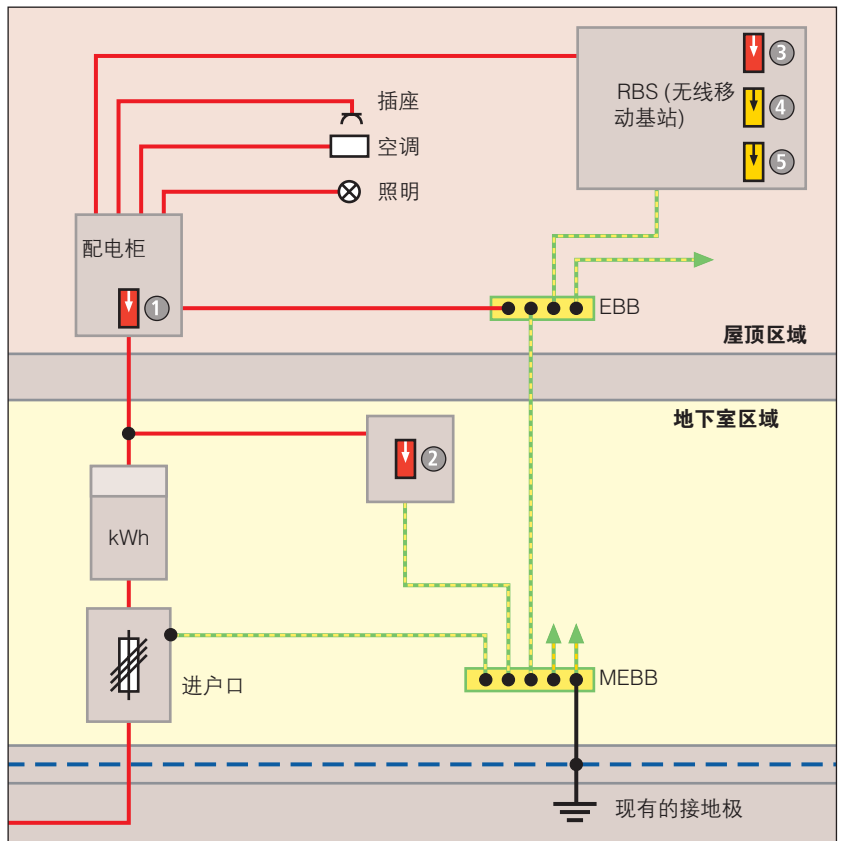 RBS (无线移
动基站)
3
4
5
插座
空调
照明
配电柜
1
EBB
屋顶区域
地下室区域
2
kWh
进户口
MEBB
现有的接地极